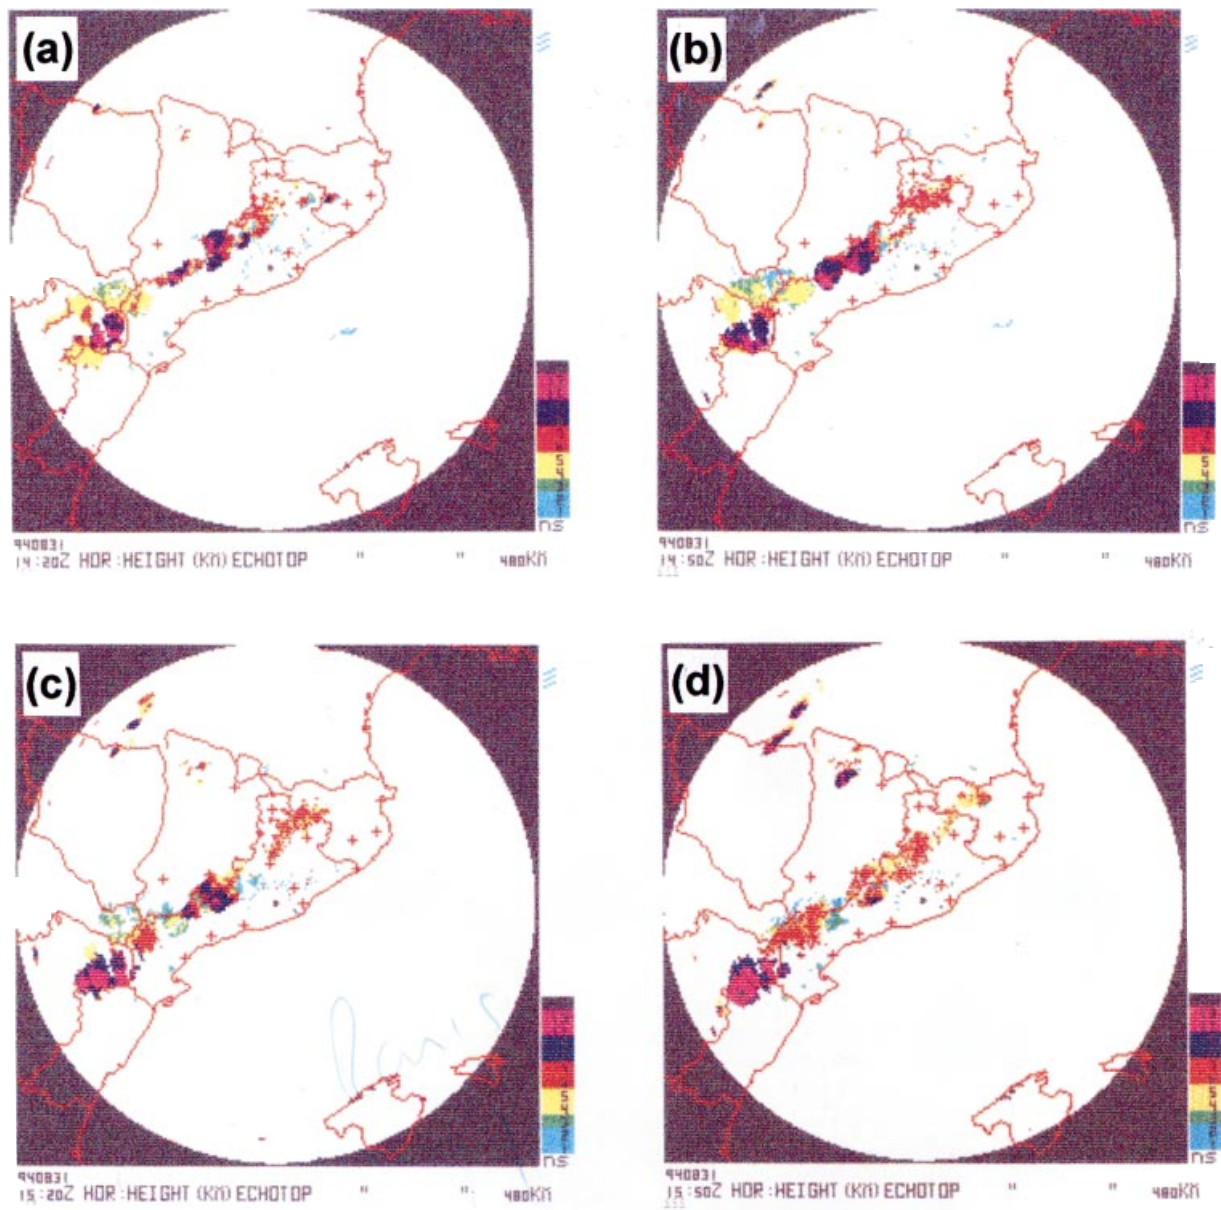 (a)
940831
14:20Z HOR:HEIGHT (KM) ECHOTOP " " 480KM
(b)
940831
14:50Z HOR:HEIGHT (KM) ECHOTOP " " 480KM
(c)
940831
15:20Z HOR:HEIGHT (KM) ECHOTOP " " 480KM
(d)
940831
15:50Z HOR:HEIGHT (KM) ECHOTOP " " 480KM